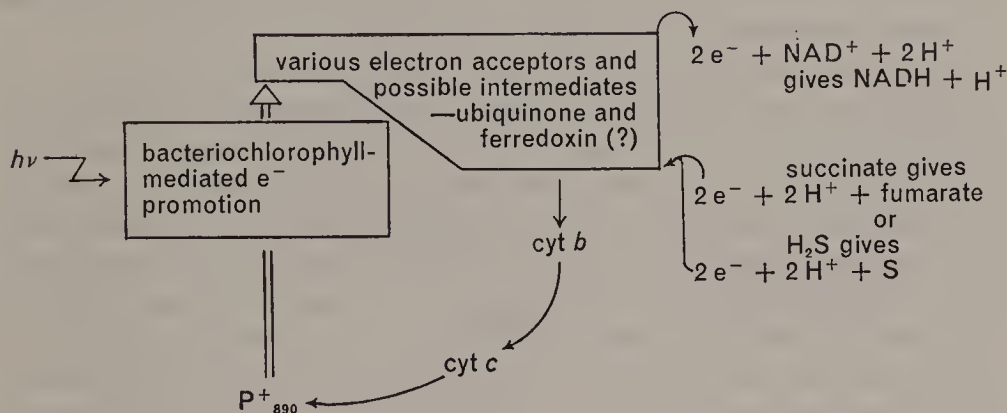 various electron acceptors and
possible intermediates
—ubiquinone and
ferredoxin (?)
2 e⁻ + NAD⁺ + 2 H⁺
gives NADH + H⁺
hν
bacteriochlorophyll-
mediated e⁻
promotion
succinate gives
2 e⁻ + 2 H⁺ + fumarate
or
H₂S gives
2 e⁻ + 2 H⁺ + S
cyt b
cyt c
P⁺₈₉₀